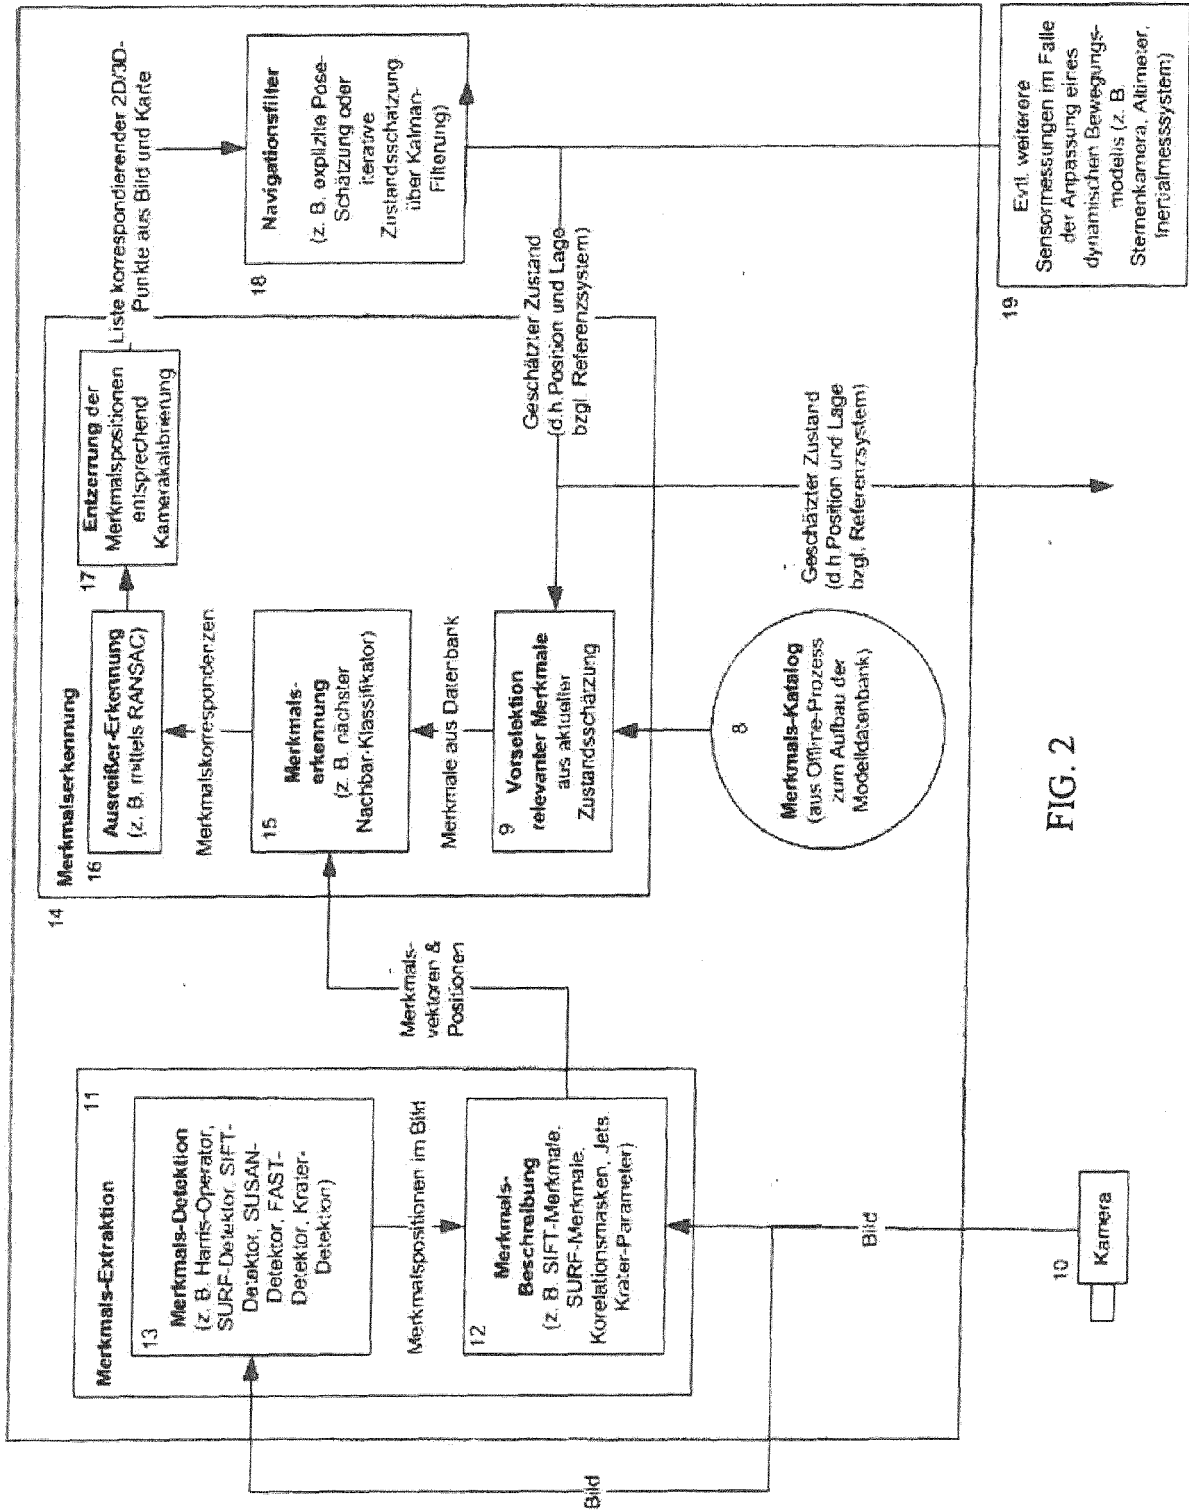 Merkmals-Extraktion
11
13
Merkmals-Detektion
(z. B. Harris-Operator,
SURF-Detektor, SIFT-
Detektor, SUSAN-
Detektor, FAST-
Detektor, Krater-
Detektion)
Merkmalspositionen im Bild
12
Merkmals-
Beschreibung
(z. B. SIFT-Merkmale,
SURF-Merkmale,
Korelationsmasken, Jets
Krater-Parameter)
Bild
Bild
10
Kamera
Merkmals-
vektoren &
Positionen
14
Merkmalserkennung
16
Ausreißer-Erkennung
(z. B. mittels RANSAC)
Merkmalskorrespondenzen
15
Merkmals-
erkennung
(z. B. nächster
Nachbar-Klassifikator)
Merkmale aus Datenbank
9
Vorselektion
relevanter Merkmale
aus aktueller
Zustandsschätzung
8
Merkmals-Katalog
(aus Offline-Prozess
zum Aufbau der
Modelldatenbank)
17
Entzerrung der
Merkmalspositionen
entsprechend
Kamerakalibrierung
Liste korrespondierender 2D/3D-
Punkte aus Bild und Karte
18
Navigationsfilter
(z. B. explizite Pose-
Schätzung oder
iterative
Zustandsschätzung
über Kalman-
Filterung)
Geschätzter Zustand
(d.h.Position und Lage
bzgl. Referenzsystem)
Geschätzter Zustand
(d.h.Position und Lage
bzgl. Referenzsystem)
19
Evtl. weiterere
Sensormessungen im Falle
der Anpassung eines
dynamischen Bewegungs-
modells (z. B.
Sternenkamera, Altimeter,
Inertialmesssystem)
FIG. 2